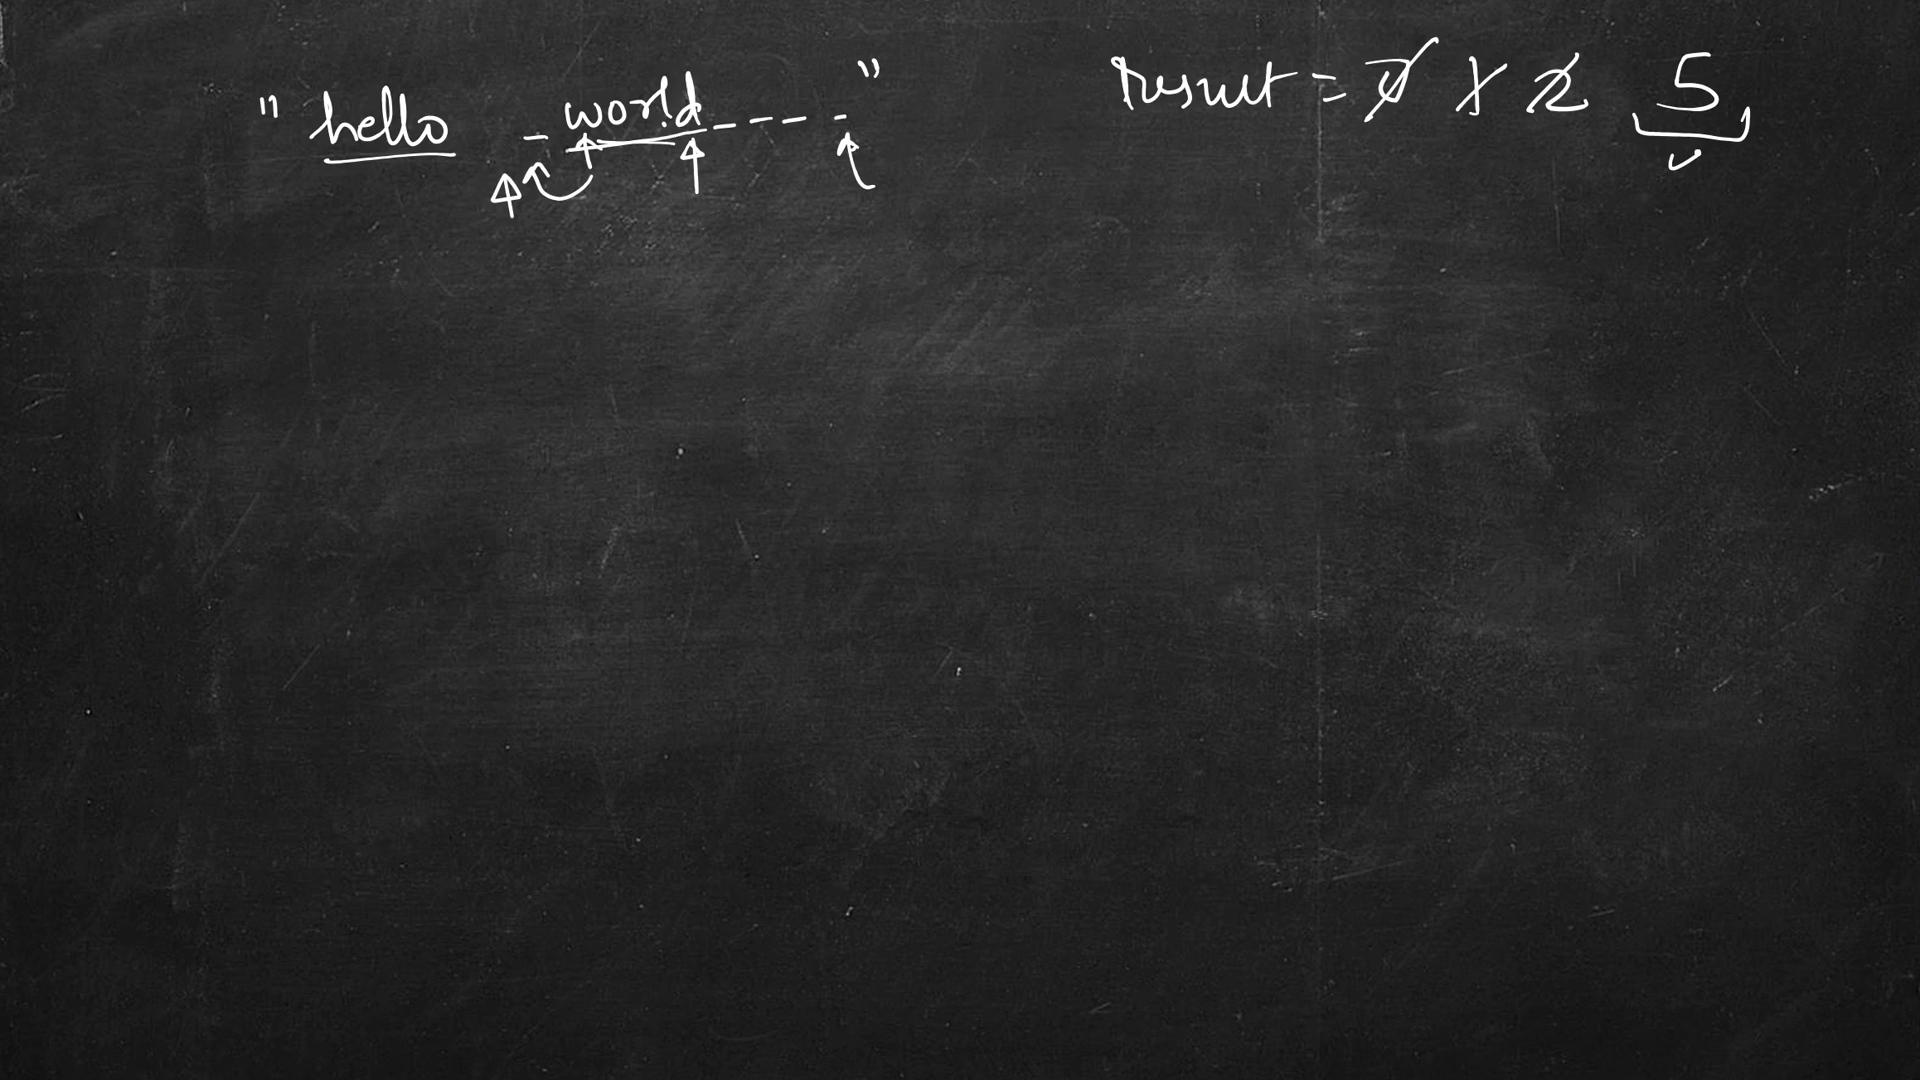 " hello _ world _ _ _ _ " result = 0 1 2 5